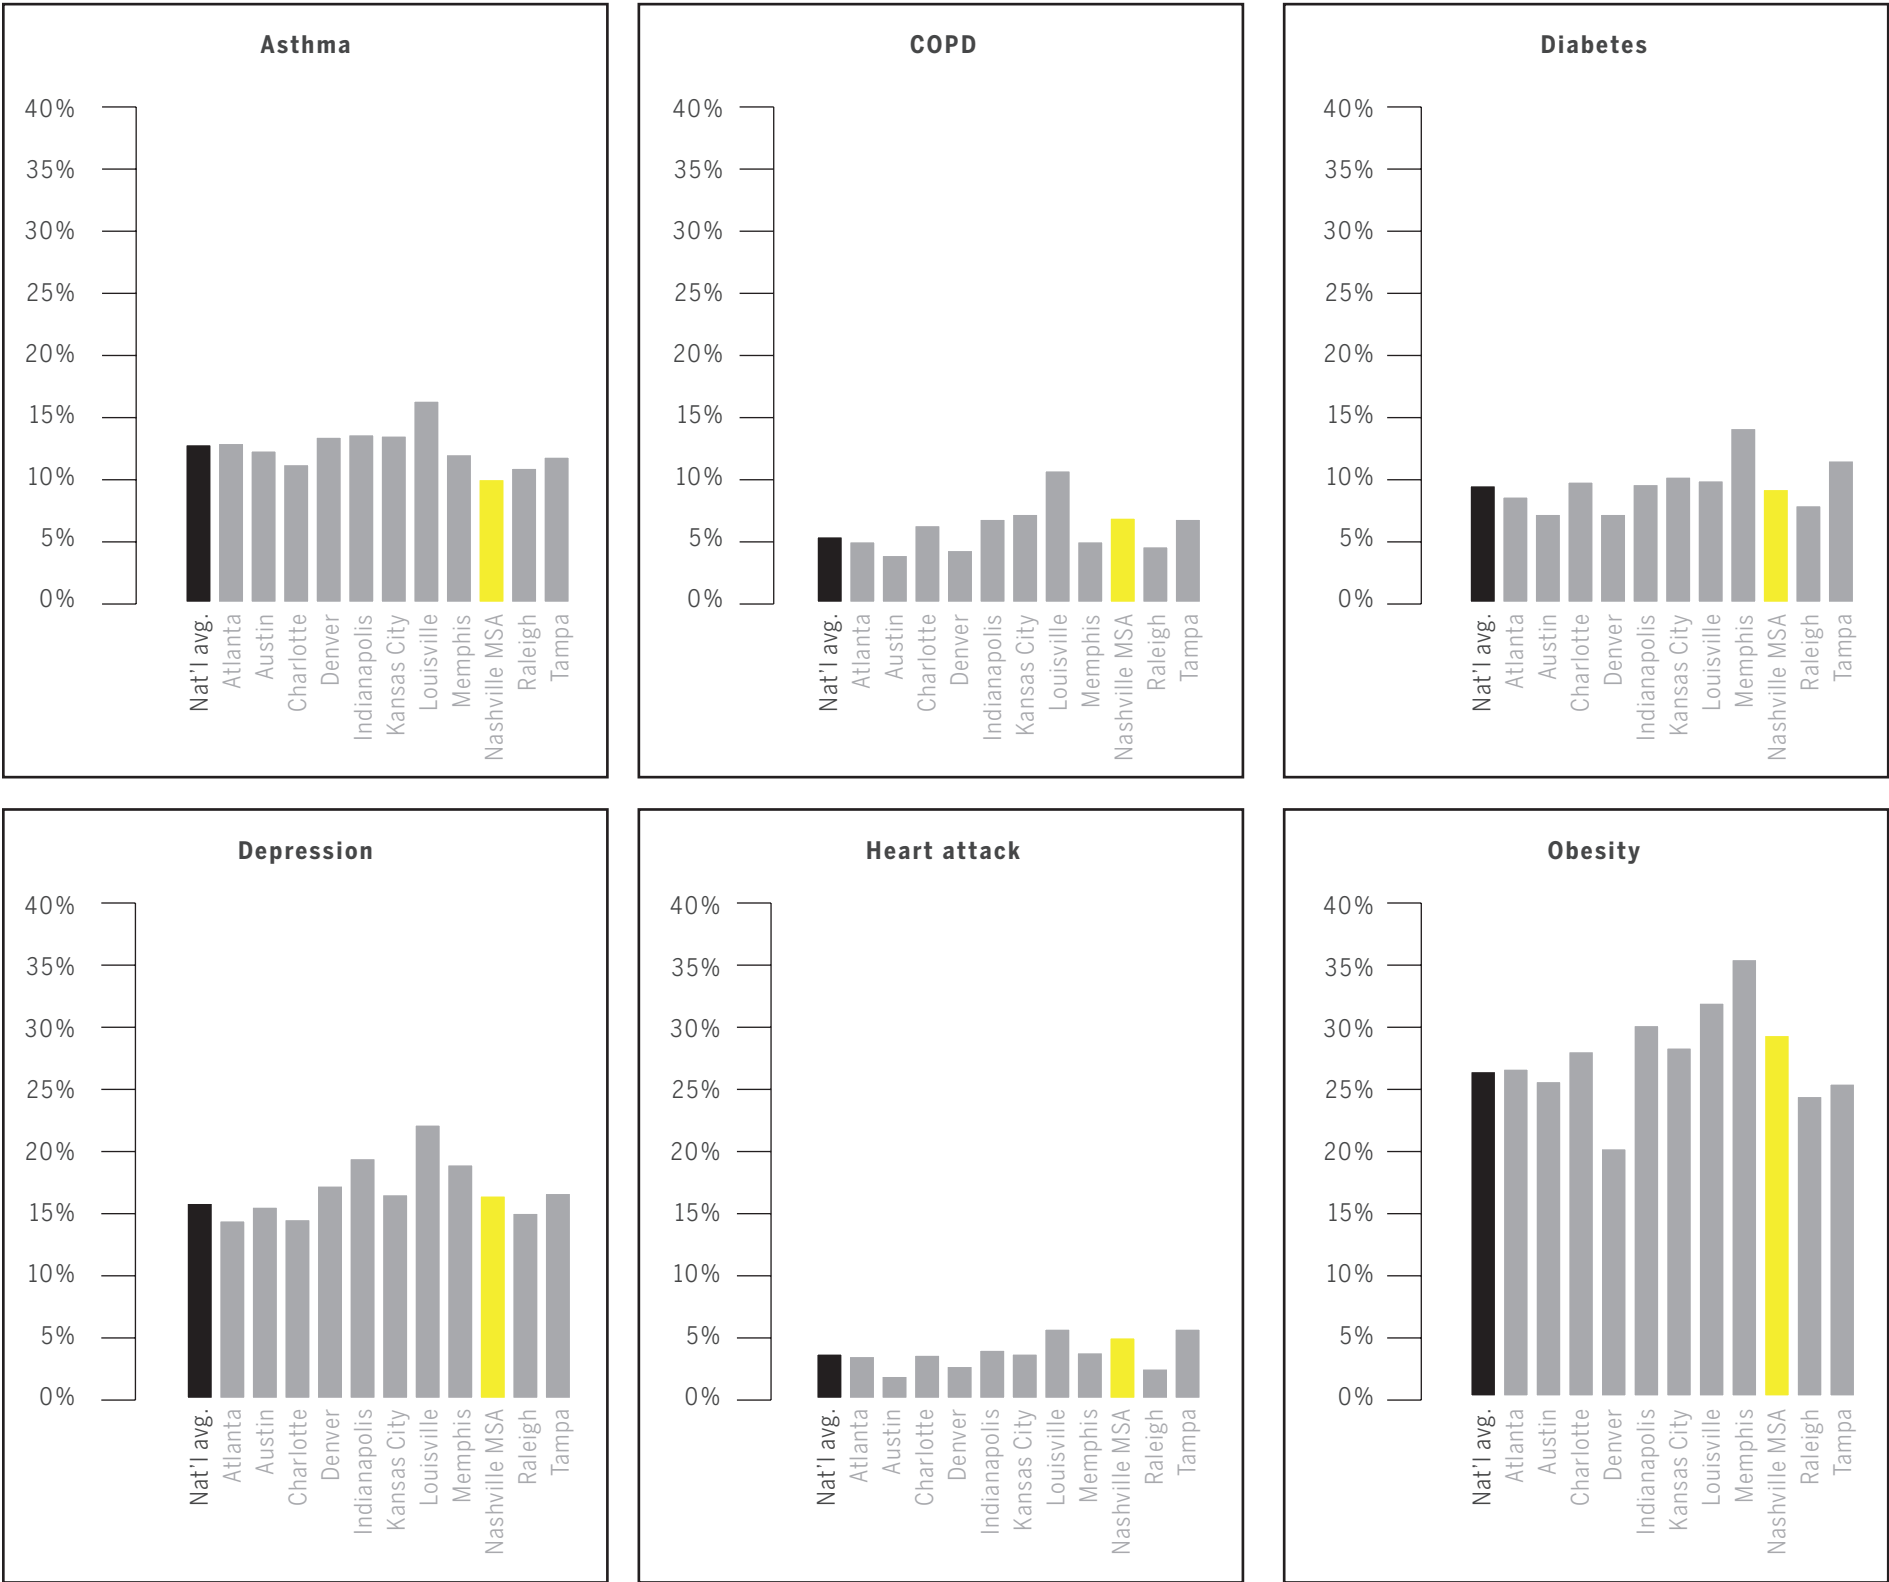 Asthma
40%
35%
30%
25%
20%
15%
10%
5%
0%
Nat'l avg.
Atlanta
Austin
Charlotte
Denver
Indianapolis
Kansas City
Louisville
Memphis
Nashville MSA
Raleigh
Tampa
COPD
40%
35%
30%
25%
20%
15%
10%
5%
0%
Nat'l avg.
Atlanta
Austin
Charlotte
Denver
Indianapolis
Kansas City
Louisville
Memphis
Nashville MSA
Raleigh
Tampa
Diabetes
40%
35%
30%
25%
20%
15%
10%
5%
0%
Nat'l avg.
Atlanta
Austin
Charlotte
Denver
Indianapolis
Kansas City
Louisville
Memphis
Nashville MSA
Raleigh
Tampa
Depression
40%
35%
30%
25%
20%
15%
10%
5%
0%
Nat'l avg.
Atlanta
Austin
Charlotte
Denver
Indianapolis
Kansas City
Louisville
Memphis
Nashville MSA
Raleigh
Tampa
Heart attack
40%
35%
30%
25%
20%
15%
10%
5%
0%
Nat'l avg.
Atlanta
Austin
Charlotte
Denver
Indianapolis
Kansas City
Louisville
Memphis
Nashville MSA
Raleigh
Tampa
Obesity
40%
35%
30%
25%
20%
15%
10%
5%
0%
Nat'l avg.
Atlanta
Austin
Charlotte
Denver
Indianapolis
Kansas City
Louisville
Memphis
Nashville MSA
Raleigh
Tampa